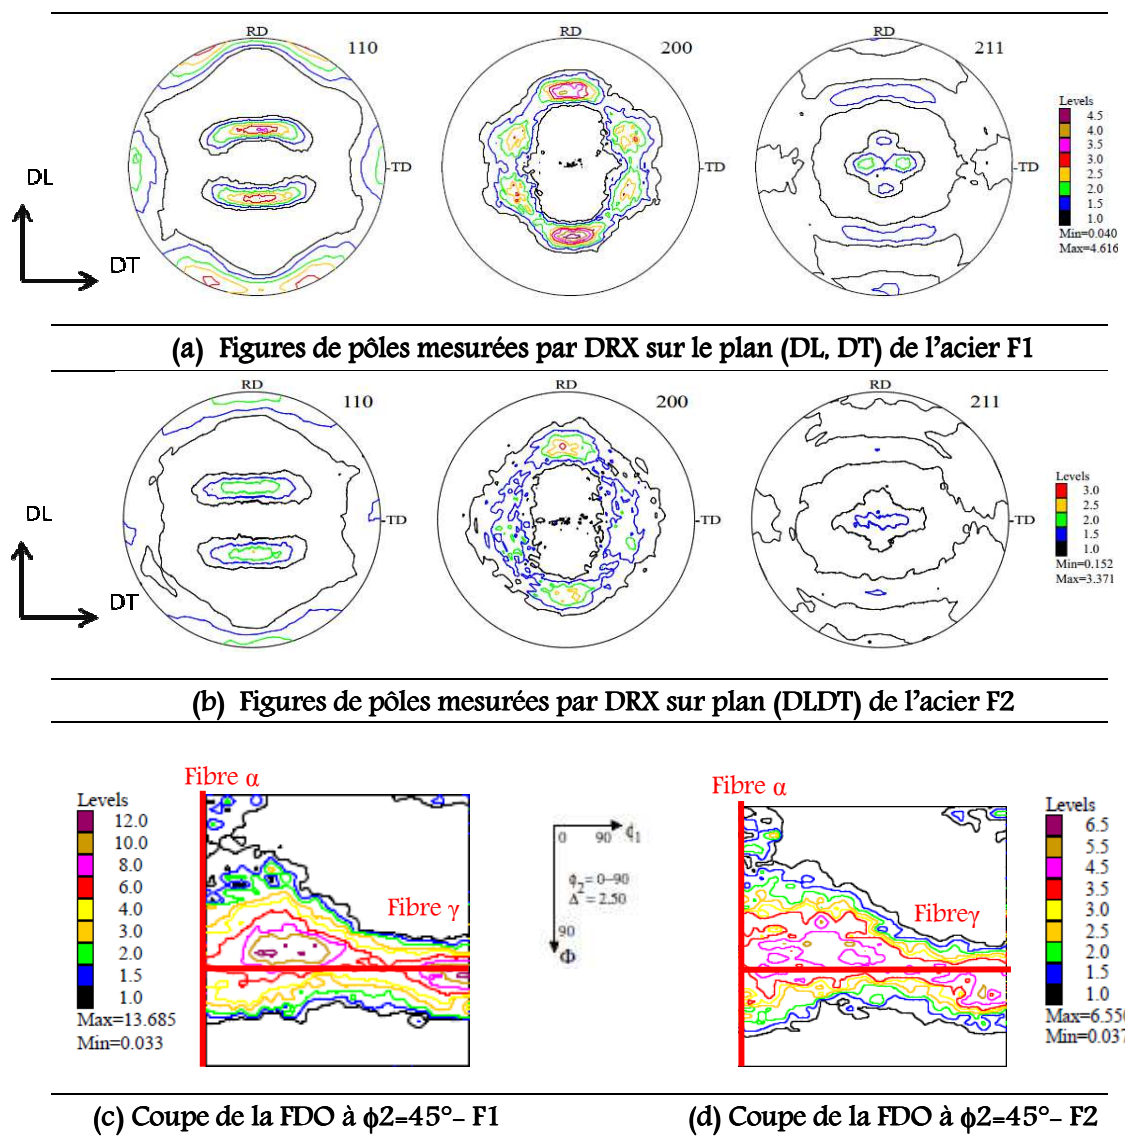 RD
110
-TD
RD
200
RD
211
-TD
Levels
4.5
4.0
3.5
3.0
2.5
2.0
1.5
1.0
Min=0.040
Max=4.616
DL
DT
(a) Figures de pôles mesurées par DRX sur le plan (DL, DT) de l'acier F1
RD
110
-TD
RD
200
RD
211
-TD
Levels
3.0
2.5
2.0
1.5
1.0
Min=0.152
Max=3.371
DL
DT
(b) Figures de pôles mesurées par DRX sur plan (DLDT) de l'acier F2
Fibre α
Levels
12.0
10.0
8.0
6.0
4.0
3.0
2.0
1.5
1.0
Max=13.685
Min=0.033
Fibre γ
0 90 ϕ1
ϕ2 = 0-90
Δ = 2.50
90
Φ
Fibre α
Fibreγ
Levels
6.5
5.5
4.5
3.5
3.0
2.5
2.0
1.5
1.0
Max=6.550
Min=0.037
(c) Coupe de la FDO à ϕ2=45°- F1
(d) Coupe de la FDO à ϕ2=45°- F2